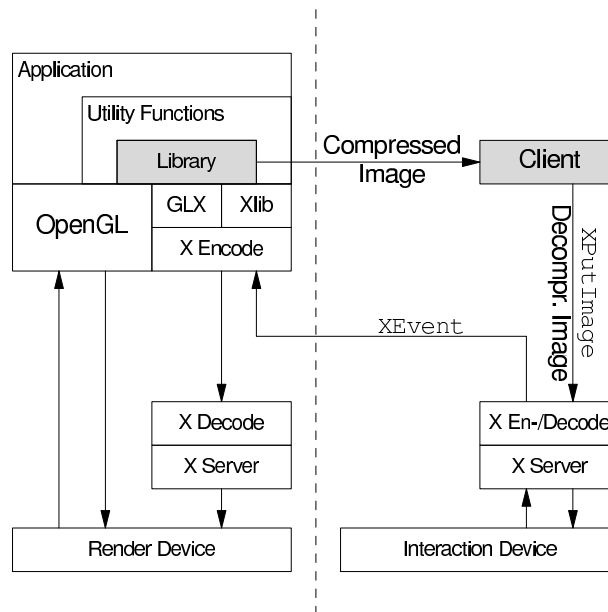 Application
Utility Functions
Library
Compressed
Image
Client
OpenGL
GLX
Xlib
X Encode
XPutImage
Decompr. Image
XEvent
X Decode
X En-/Decode
X Server
X Server
Render Device
Interaction Device